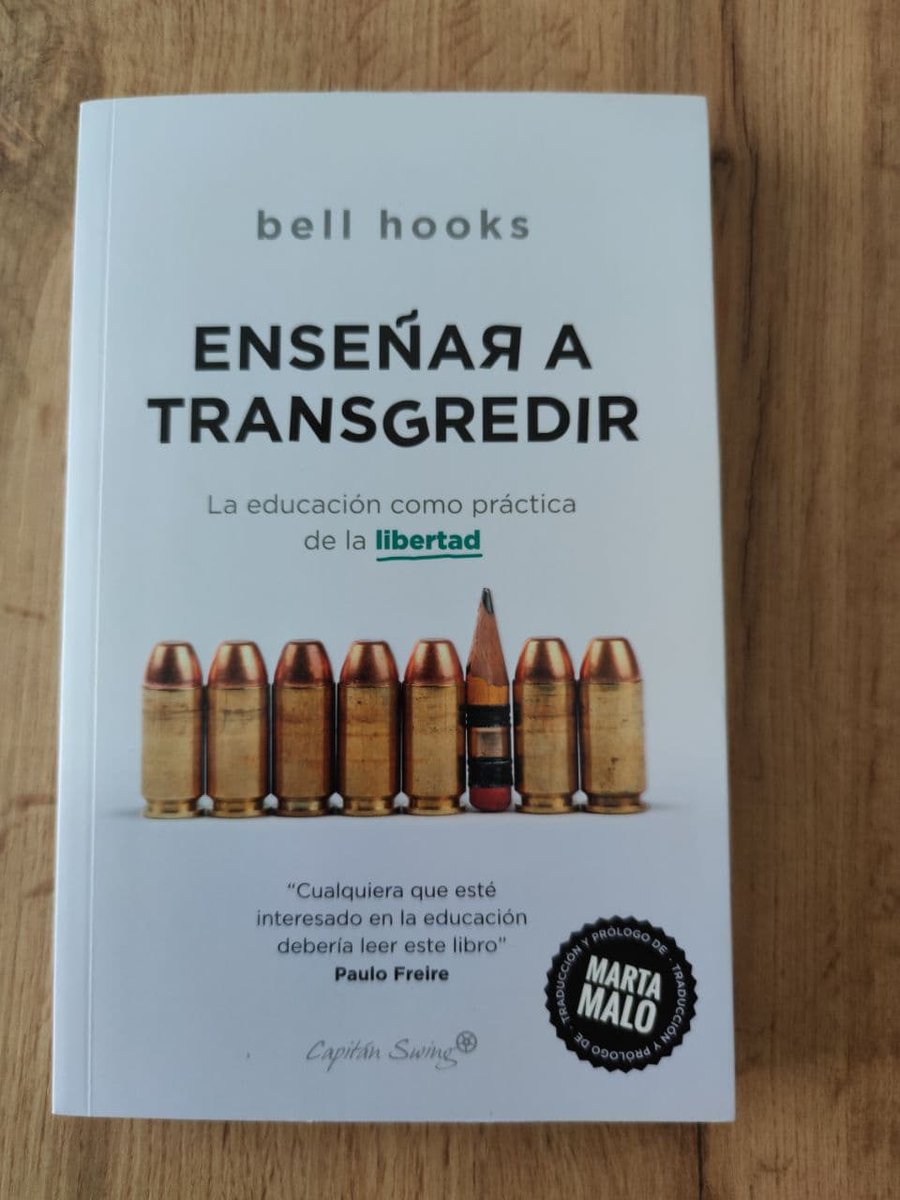 bell hooks
ENSEÑAR A
TRANSGREDIR
La educación como práctica
de la libertad
“Cualquiera que esté
interesado en la educación
debería leer este libro”
Paulo Freire
Capitán Swing
· TRADUCCIÓN Y PRÓLOGO DE · TRADUCCIÓN Y PRÓLOGO DE
MARTA
MALO